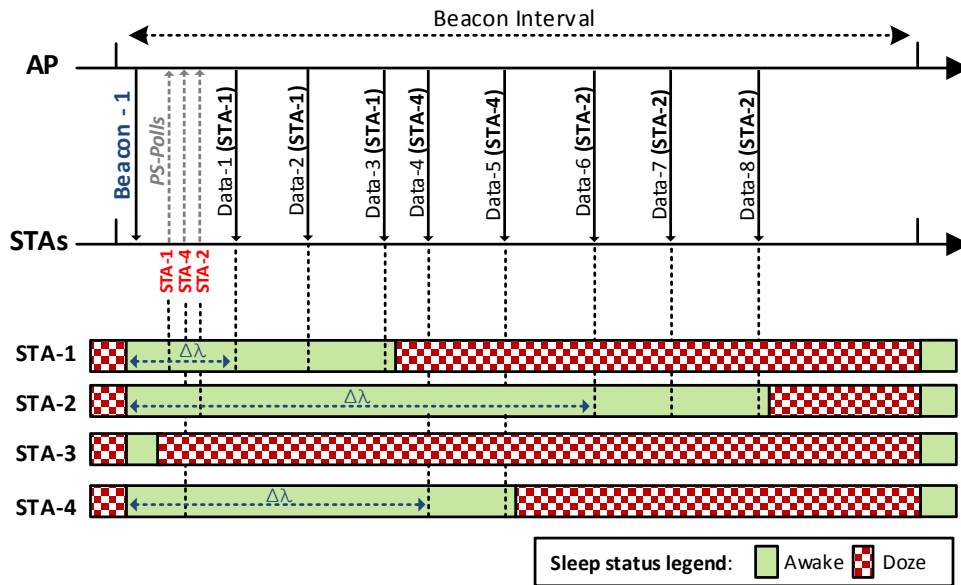 Beacon Interval
AP
Beacon - 1
PS-Polls
Data-1 (STA-1)
Data-2 (STA-1)
Data-3 (STA-1)
Data-4 (STA-4)
Data-5 (STA-4)
Data-6 (STA-2)
Data-7 (STA-2)
Data-8 (STA-2)
STAs
STA-1
STA-4
STA-2
STA-1
Δλ
STA-2
Δλ
STA-3
STA-4
Δλ
Sleep status legend: Awake Doze